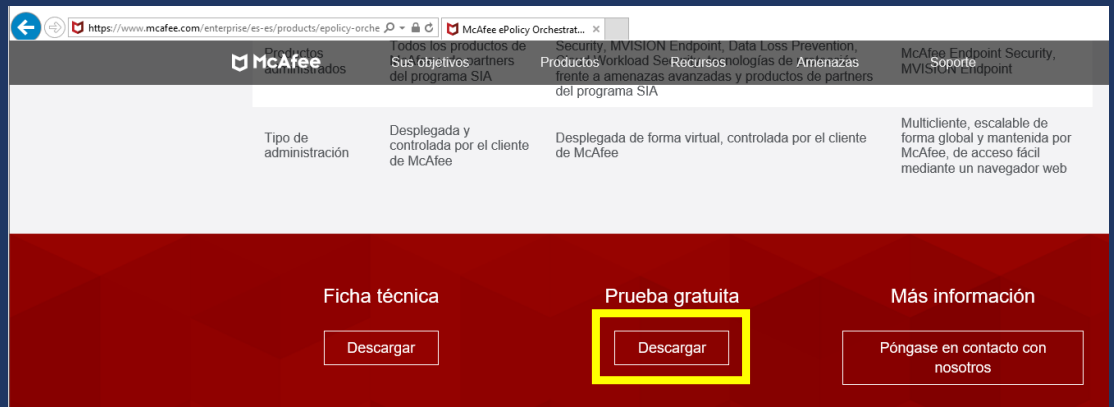 https://www.mcafee.com/enterprise/es-es/products/epolicy-orche
McAfee ePolicy Orchestrat...
McAfee
Sus objetivos
Productos
Recursos
Amenazas
Soporte
Productos
administrados
Todos los productos de
partners
del programa SIA
Security, MVISION Endpoint, Data Loss Prevention,
Workload
frente a amenazas avanzadas y productos de partners
del programa SIA
McAfee Endpoint Security,
MVISION Endpoint
Tipo de
administración
Desplegada y
controlada por el cliente
de McAfee
Desplegada de forma virtual, controlada por el cliente
de McAfee
Multicliente, escalable de
forma global y mantenida por
McAfee, de acceso fácil
mediante un navegador web
Ficha técnica
Descargar
Prueba gratuita
Descargar
Más información
Póngase en contacto con
nosotros